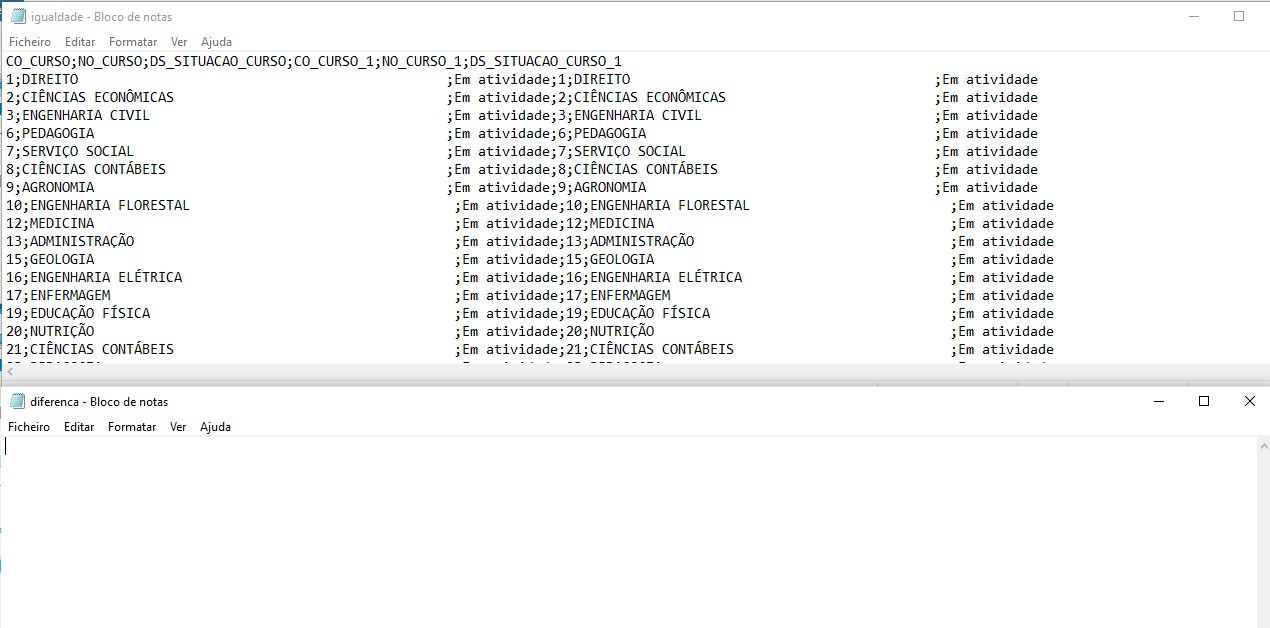 igualdade - Bloco de notas
Ficheiro Editar Formatar Ver Ajuda
CO_CURSO;NO_CURSO;DS_SITUACAO_CURSO;CO_CURSO_1;NO_CURSO_1;DS_SITUACAO_CURSO_1
1;DIREITO ;Em atividade;1;DIREITO ;Em atividade
2;CIÊNCIAS ECONÔMICAS ;Em atividade;2;CIÊNCIAS ECONÔMICAS ;Em atividade
3;ENGENHARIA CIVIL ;Em atividade;3;ENGENHARIA CIVIL ;Em atividade
6;PEDAGOGIA ;Em atividade;6;PEDAGOGIA ;Em atividade
7;SERVIÇO SOCIAL ;Em atividade;7;SERVIÇO SOCIAL ;Em atividade
8;CIÊNCIAS CONTÁBEIS ;Em atividade;8;CIÊNCIAS CONTÁBEIS ;Em atividade
9;AGRONOMIA ;Em atividade;9;AGRONOMIA ;Em atividade
10;ENGENHARIA FLORESTAL ;Em atividade;10;ENGENHARIA FLORESTAL ;Em atividade
12;MEDICINA ;Em atividade;12;MEDICINA ;Em atividade
13;ADMINISTRAÇÃO ;Em atividade;13;ADMINISTRAÇÃO ;Em atividade
15;GEOLOGIA ;Em atividade;15;GEOLOGIA ;Em atividade
16;ENGENHARIA ELÉTRICA ;Em atividade;16;ENGENHARIA ELÉTRICA ;Em atividade
17;ENFERMAGEM ;Em atividade;17;ENFERMAGEM ;Em atividade
19;EDUCAÇÃO FÍSICA ;Em atividade;19;EDUCAÇÃO FÍSICA ;Em atividade
20;NUTRIÇÃO ;Em atividade;20;NUTRIÇÃO ;Em atividade
21;CIÊNCIAS CONTÁBEIS ;Em atividade;21;CIÊNCIAS CONTÁBEIS ;Em atividade
diferenca - Bloco de notas
Ficheiro Editar Formatar Ver Ajuda